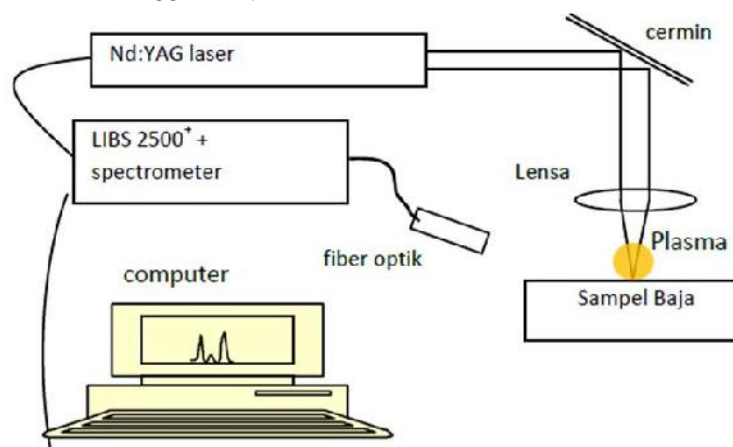 cermin
Nd:YAG laser
LIBS 2500⁺ +
spectrometer
Lensa
Plasma
fiber optik
computer
Sampel Baja